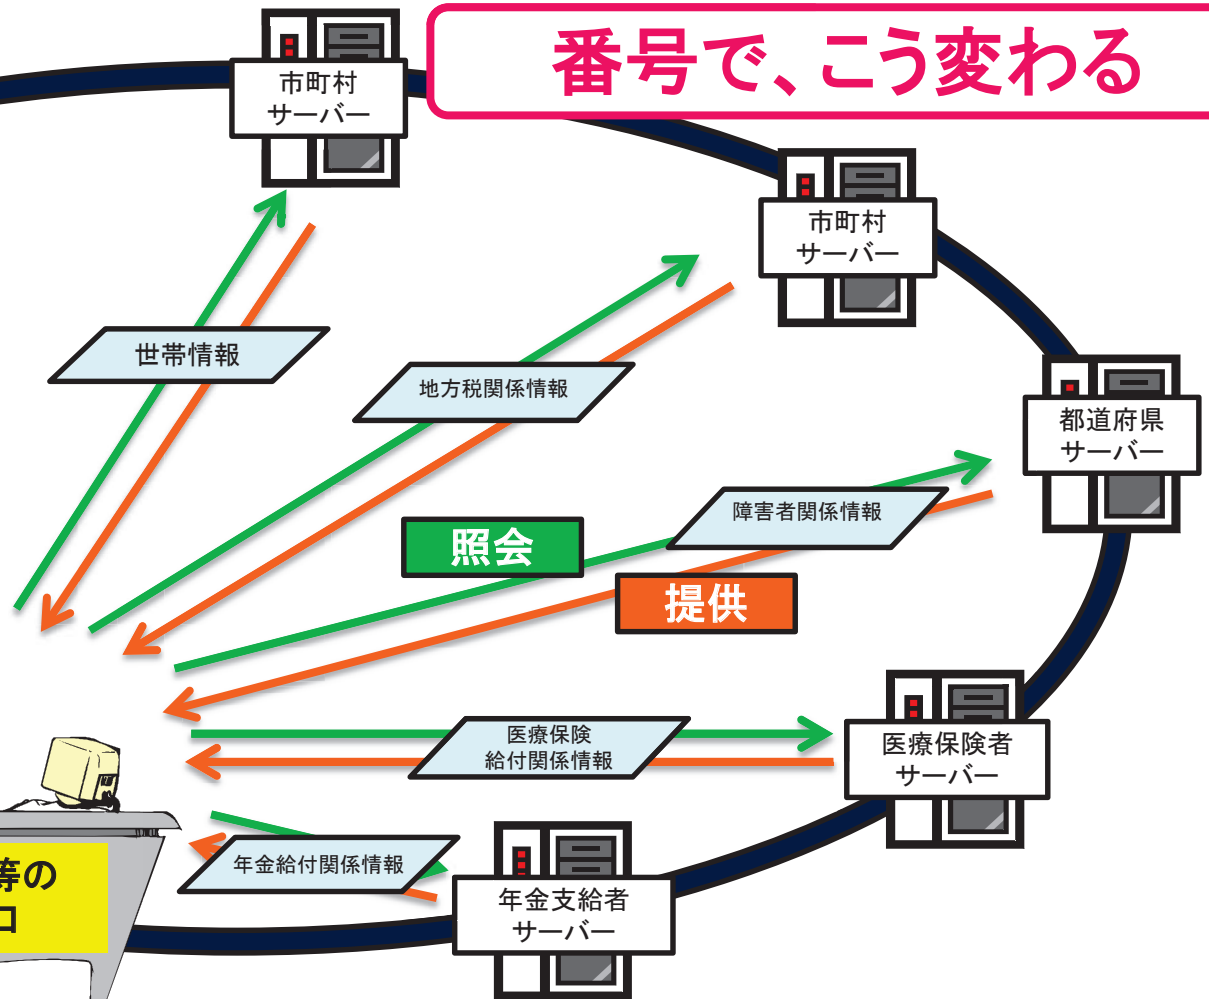 番号で、こう変わる
市町村
サーバー
市町村
サーバー
世帯情報
地方税関係情報
都道府県
サーバー
障害者関係情報
照会
提供
医療保険
給付関係情報
医療保険者
サーバー
年金給付関係情報
年金支給者
サーバー
等の
口